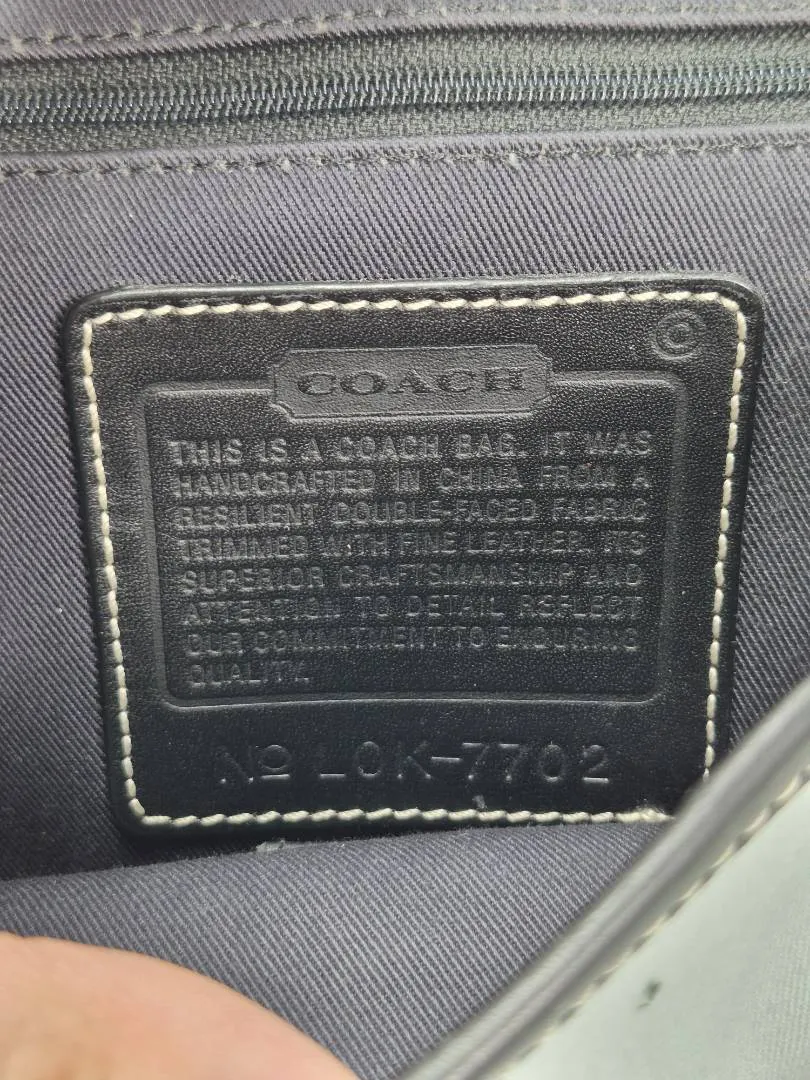 ©
COACH
THIS IS A COACH BAG. IT WAS
HANDCRAFTED IN CHINA FROM A
RESILIENT DOUBLE-FACED FABRIC
TRIMMED WITH FINE LEATHER. ITS
SUPERIOR CRAFTSMANSHIP AND
ATTENTION TO DETAIL REFLECT
OUR COMMITMENT TO ENDURING
QUALITY.
No LOK-7702